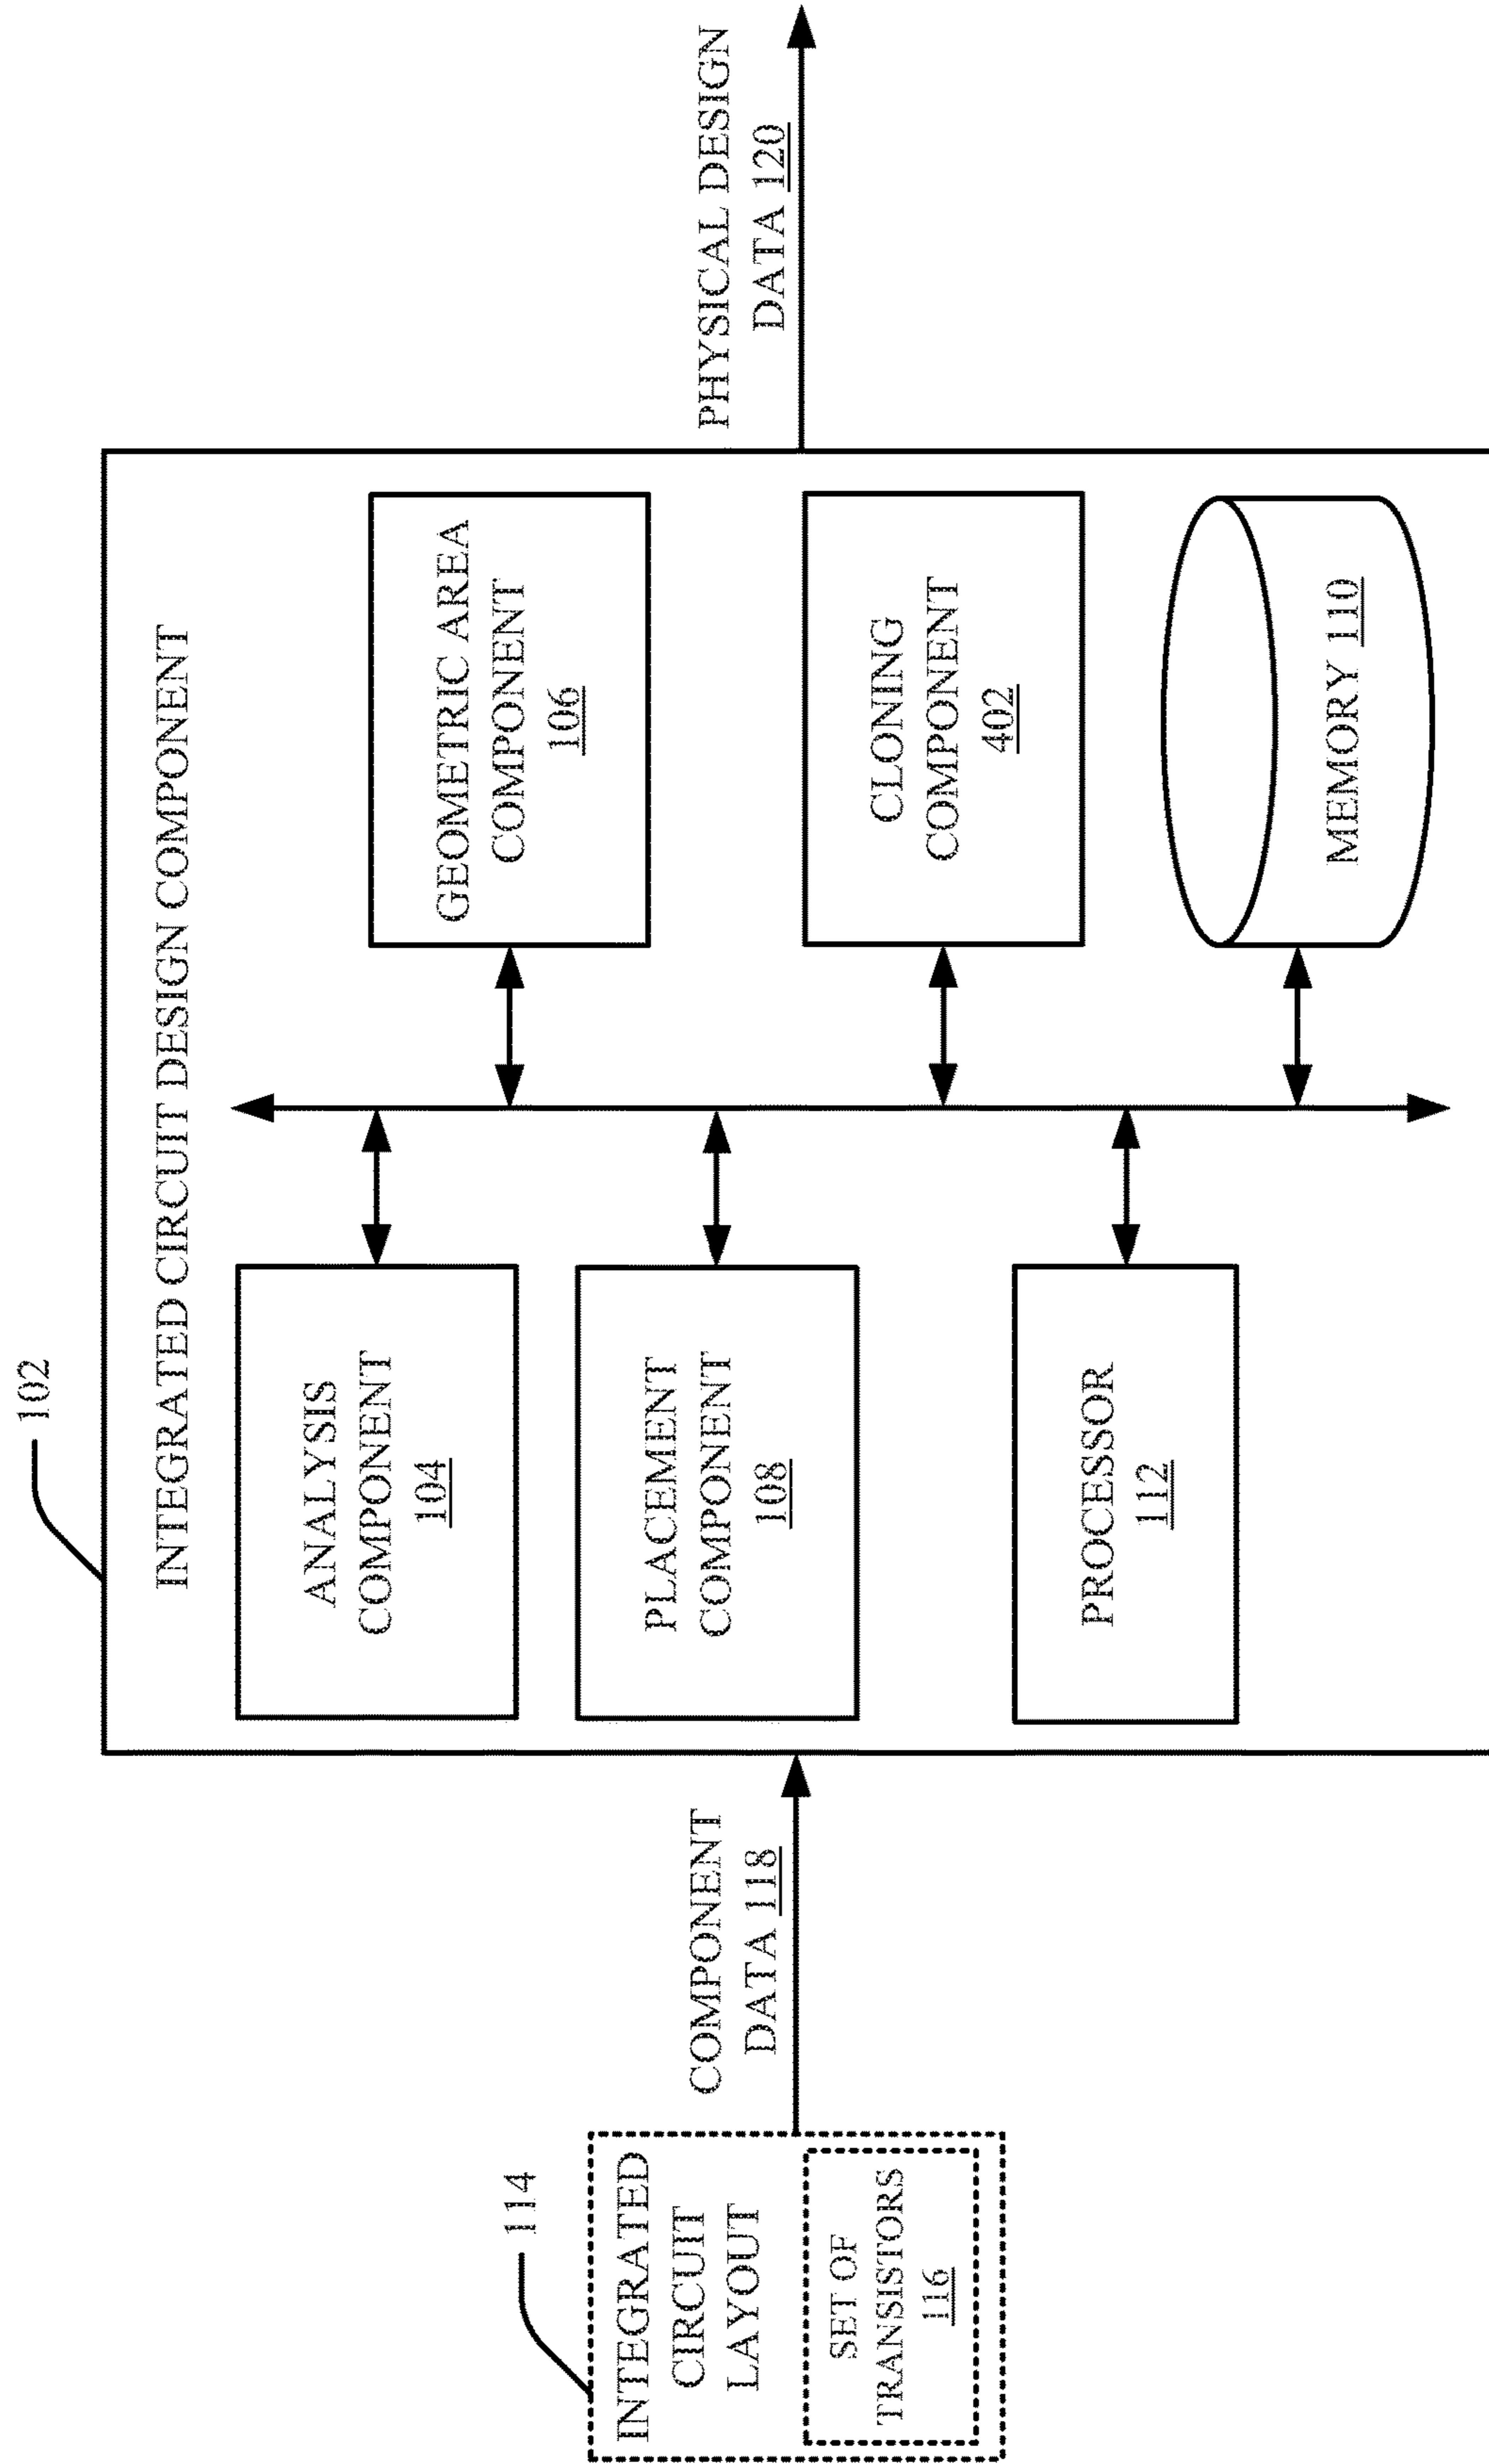 102
INTEGRATED CIRCUIT DESIGN COMPONENT
114
INTEGRATED
CIRCUIT
LAYOUT
SET OF
TRANSISTORS
116
COMPONENT
DATA 118
ANALYSIS
COMPONENT
104
GEOMETRIC AREA
COMPONENT
106
PLACEMENT
COMPONENT
108
CLONING
COMPONENT
402
PROCESSOR
112
MEMORY 110
PHYSICAL DESIGN
DATA 120